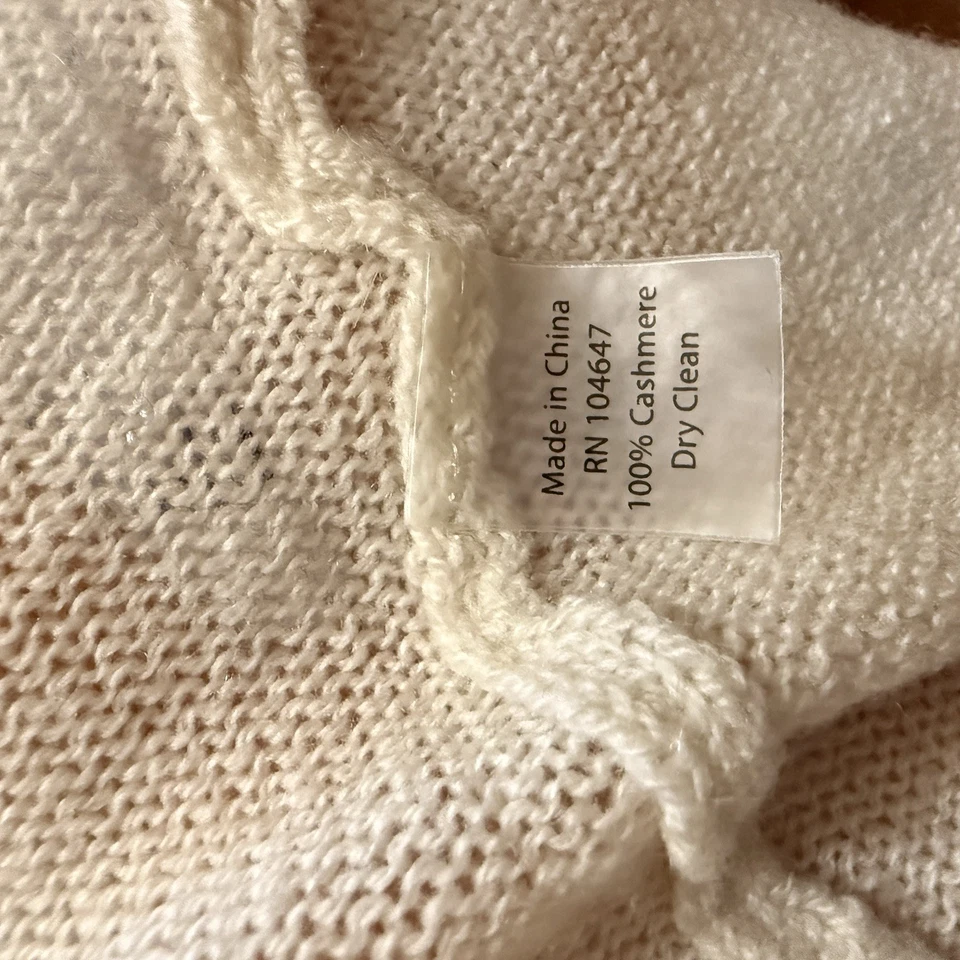 Made in China
RN 104647
100% Cashmere
Dry Clean